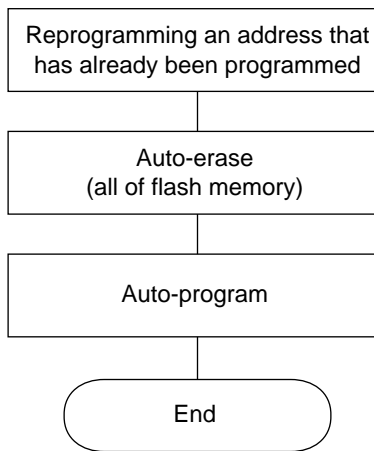 Reprogramming an address that
has already been programmed
Auto-erase
(all of flash memory)
Auto-program
End